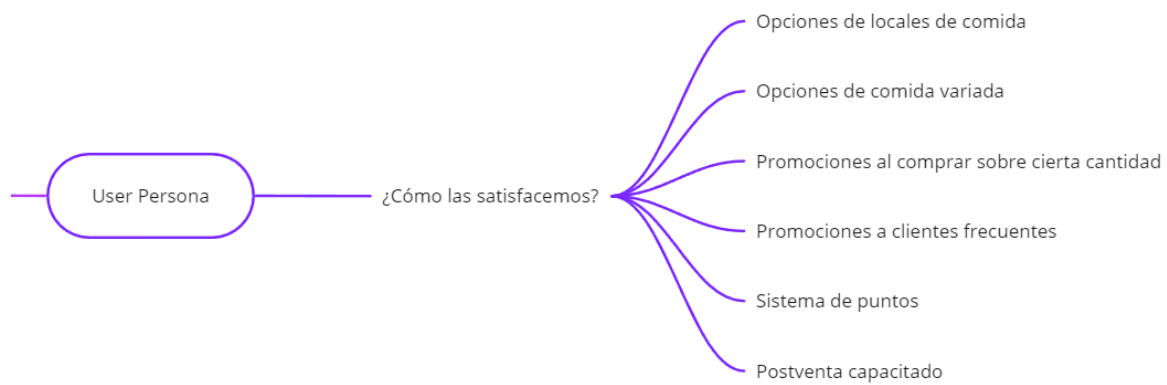 User Persona
¿Cómo las satisfacemos?
Opciones de locales de comida
Opciones de comida variada
Promociones al comprar sobre cierta cantidad
Promociones a clientes frecuentes
Sistema de puntos
Postventa capacitado